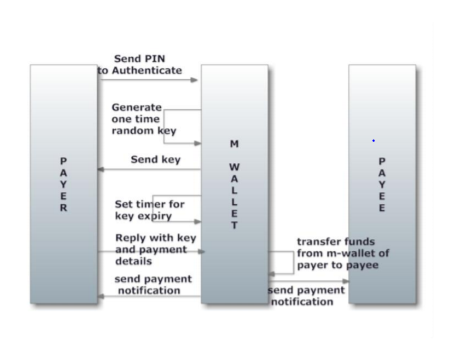 Send PIN
to Authenticate
Generate
one time
random key
Send key
Set timer for
key expiry
Reply with key
and payment
details
send payment
notification
transfer funds
from m-wallet of
payer to payee
send payment
notification
PAYER
M WALLET
PAYEE